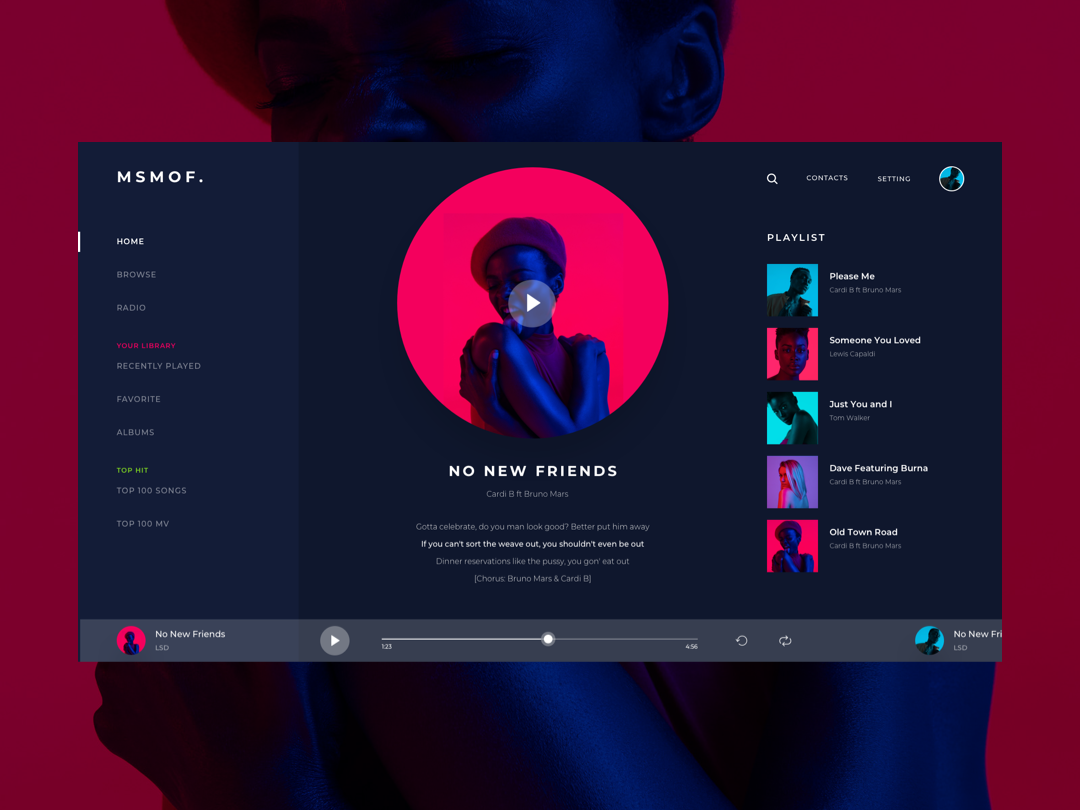 MSMOF.
HOME
BROWSE
RADIO
YOUR LIBRARY
RECENTLY PLAYED
FAVORITE
ALBUMS
TOP HIT
TOP 100 SONGS
TOP 100 MV
NO NEW FRIENDS
Cardi B ft Bruno Mars
Gotta celebrate, do you man look good? Better put him away
If you can't sort the weave out, you shouldn't even be out
Dinner reservations like the pussy, you gon' eat out
[Chorus: Bruno Mars & Cardi B]
CONTACTS
SETTING
PLAYLIST
Please Me
Cardi B ft Bruno Mars
Someone You Loved
Lewis Capaldi
Just You and I
Tom Walker
Dave Featuring Burna
Cardi B ft Bruno Mars
Old Town Road
Cardi B ft Bruno Mars
No New Friends
LSD
1:23
4:56
No New Fri
LSD